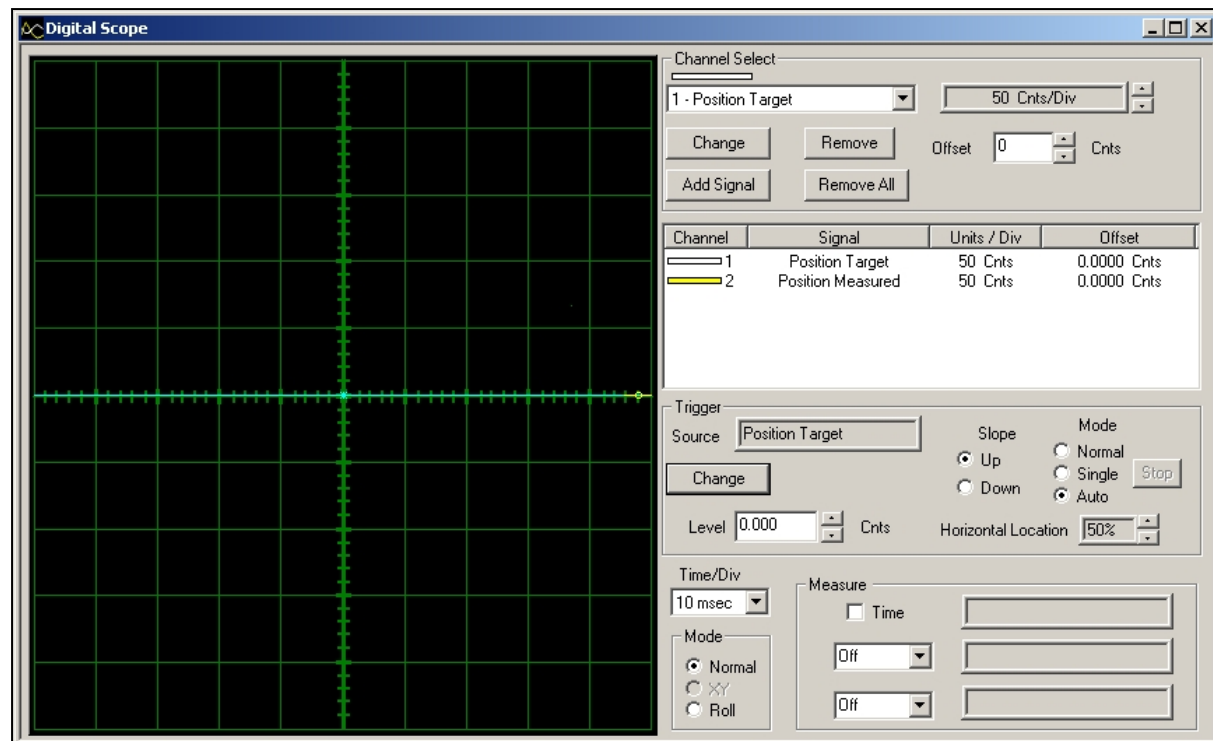 Digital Scope
Channel Select
1 - Position Target
50 Cnts/Div
Change
Remove
Offset
0
Cnts
Add Signal
Remove All
Channel Signal Units / Div Offset
1 Position Target 50 Cnts 0.0000 Cnts
2 Position Measured 50 Cnts 0.0000 Cnts
Trigger
Source
Position Target
Slope
Up
Down
Mode
Normal
Single
Auto
Stop
Change
Level
0.000
Cnts
Horizontal Location
50%
Time/Div
10 msec
Mode
Normal
XY
Roll
Measure
Time
Off
Off